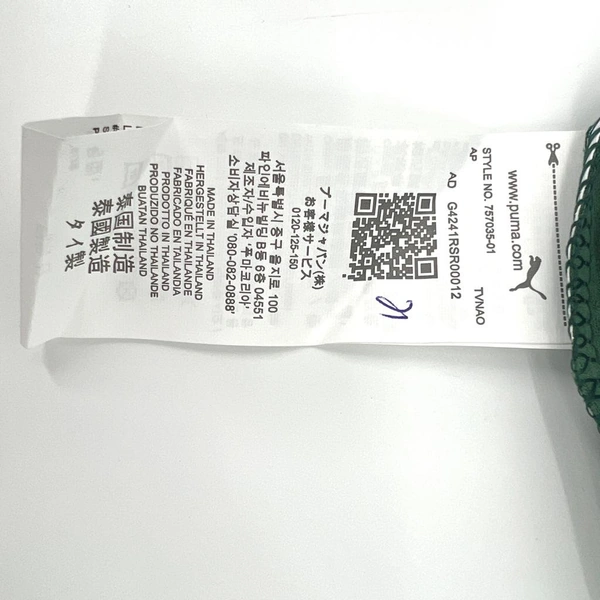 www.puma.com
STYLE NO. 757035-01
AP
AD G4241RSR00012 TVNAO
プーマジャパン(株)
お客様サービス
0120-125-150
서울특별시 중구 을지로 100
파인에비뉴빌딩 B동 6층 04551
제조자/수입자 '푸마코리아'
소비자상담실 '080-082-0888'
MADE IN THAILAND
HERGESTELLT IN THAILAND
FABRIQUÉ EN THAILANDE
FABRICADO EN TAILANDIA
PRODOTTO IN THAILANDIA
PRODUZIDO NO THAILANDE
BUATAN THAILAND
泰国制造
泰國製造
タイ製